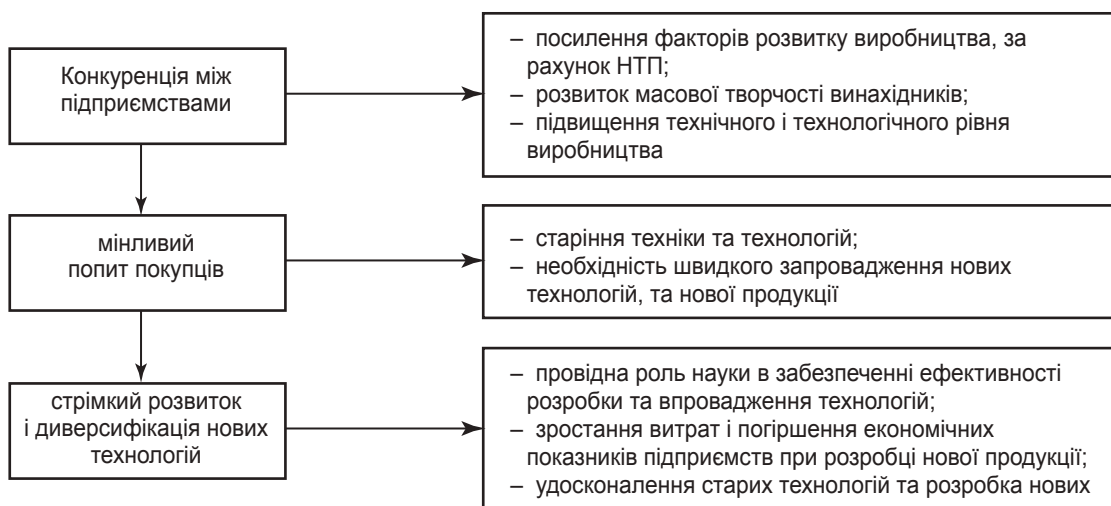 Конкуренція між
підприємствами
– посилення факторів розвитку виробництва, за
рахунок НТП;
– розвиток масової творчості винахідників;
– підвищення технічного і технологічного рівня
виробництва
мінливий
попит покупців
– старіння техніки та технологій;
– необхідність швидкого запровадження нових
технологій, та нової продукції
стрімкий розвиток
і диверсифікація нових
технологій
– провідна роль науки в забезпеченні ефективності
розробки та впровадження технологій;
– зростання витрат і погіршення економічних
показників підприємств при розробці нової продукції;
– удосконалення старих технологій та розробка нових